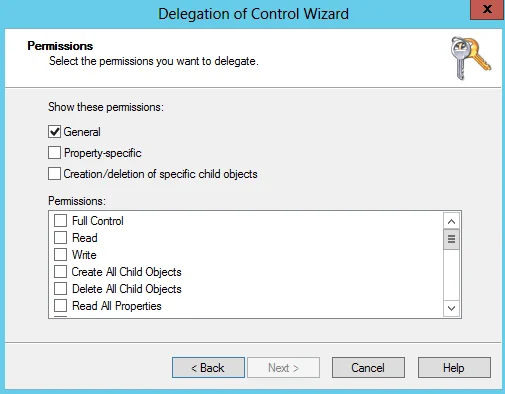 Delegation of Control Wizard
x
Permissions
Select the permissions you want to delegate.
Show these permissions:
General
Property-specific
Creation/deletion of specific child objects
Permissions:
Full Control
Read
Write
Create All Child Objects
Delete All Child Objects
Read All Properties
< Back
Next >
Cancel
Help